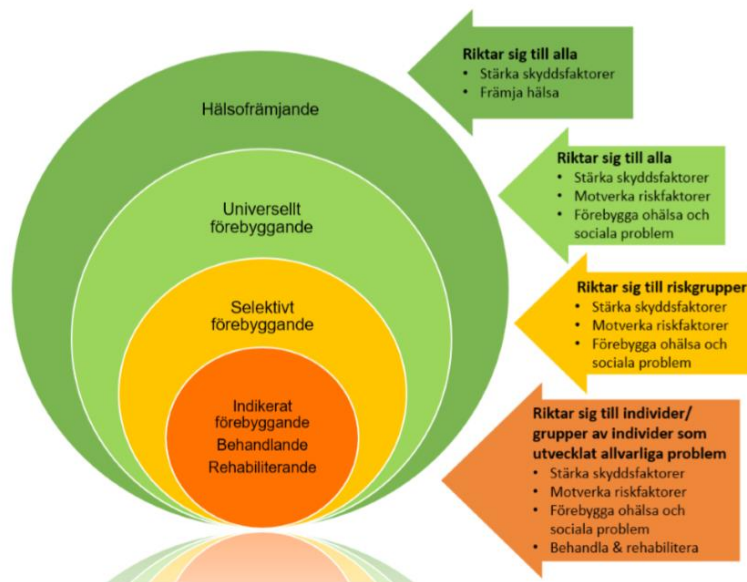 Hälsofrämjande
Universellt
förebyggande
Selektivt
förebyggande
Indikerat
förebyggande
Behandlande
Rehabiliterande
Riktar sig till alla
• Stärka skyddsfaktorer
• Främja hälsa
Riktar sig till alla
• Stärka skyddsfaktorer
• Motverka riskfaktorer
• Förebygga ohälsa och
sociala problem
Riktar sig till riskgrupper
• Stärka skyddsfaktorer
• Motverka riskfaktorer
• Förebygga ohälsa och
sociala problem
Riktar sig till individer/
grupper av individer som
utvecklat allvarliga problem
• Stärka skyddsfaktorer
• Motverka riskfaktorer
• Förebygga ohälsa och
sociala problem
• Behandla & rehabilitera